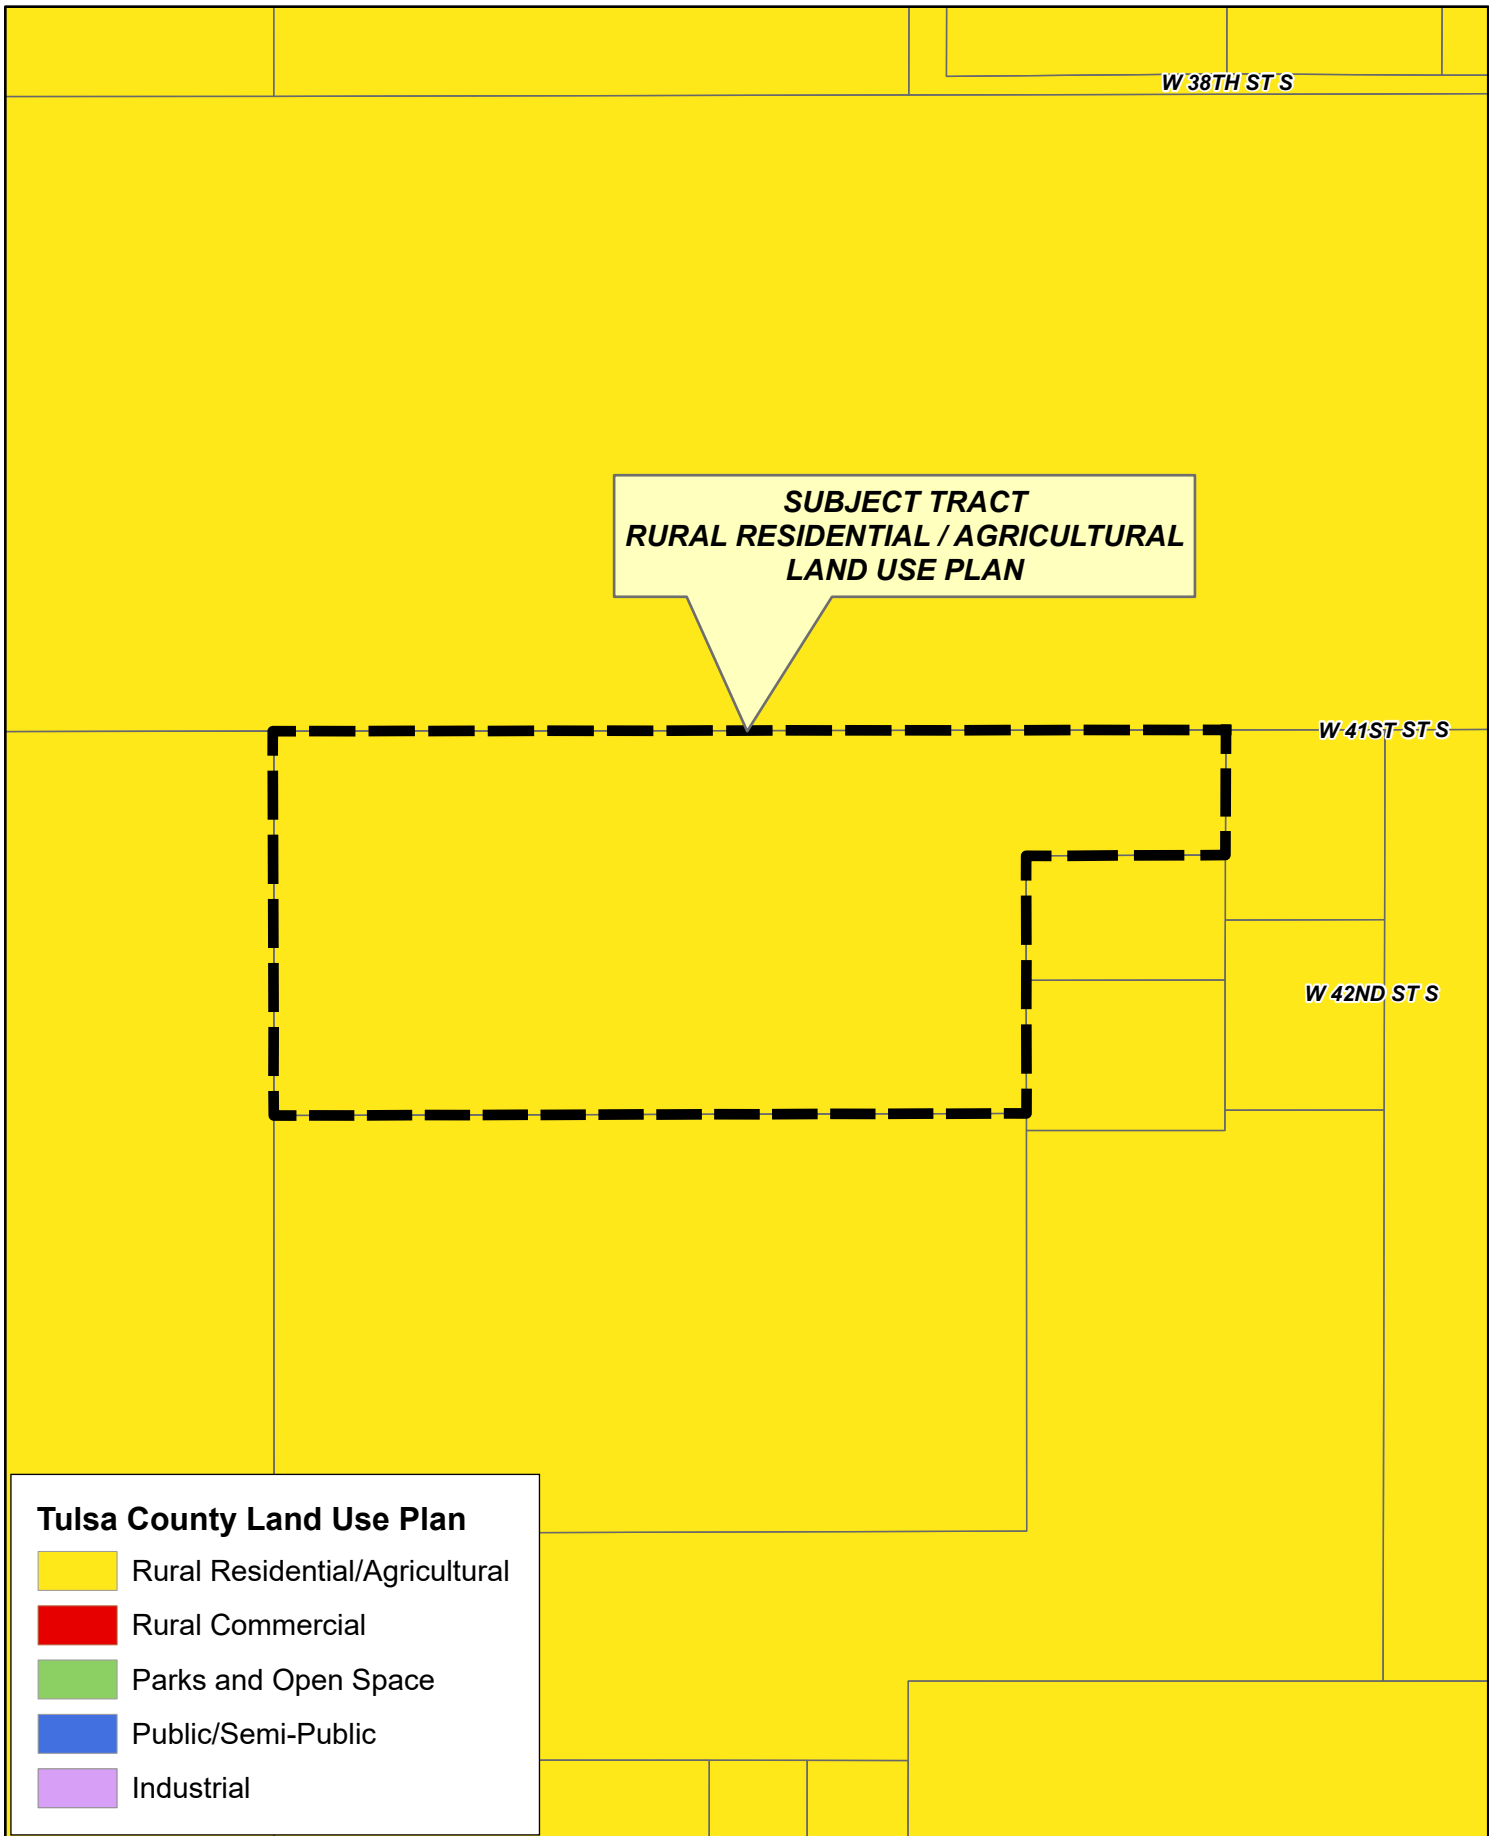 W 38TH ST S
SUBJECT TRACT
RURAL RESIDENTIAL / AGRICULTURAL
LAND USE PLAN
W 41ST ST S
W 42ND ST S
Tulsa County Land Use Plan
Rural Residential/Agricultural
Rural Commercial
Parks and Open Space
Public/Semi-Public
Industrial